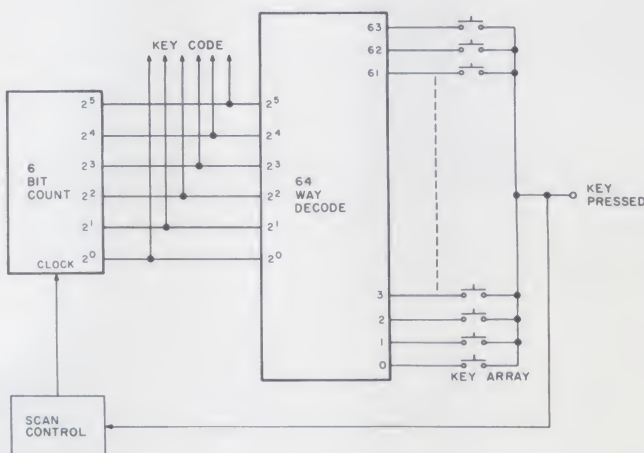 KEY CODE
6
BIT
COUNT
2⁵
2⁴
2³
2²
2¹
2⁰
CLOCK
2⁵
2⁴
2³
2²
2¹
2⁰
64
WAY
DECODE
63
62
61
3
2
1
0
KEY ARRAY
KEY
PRESSED
SCAN
CONTROL